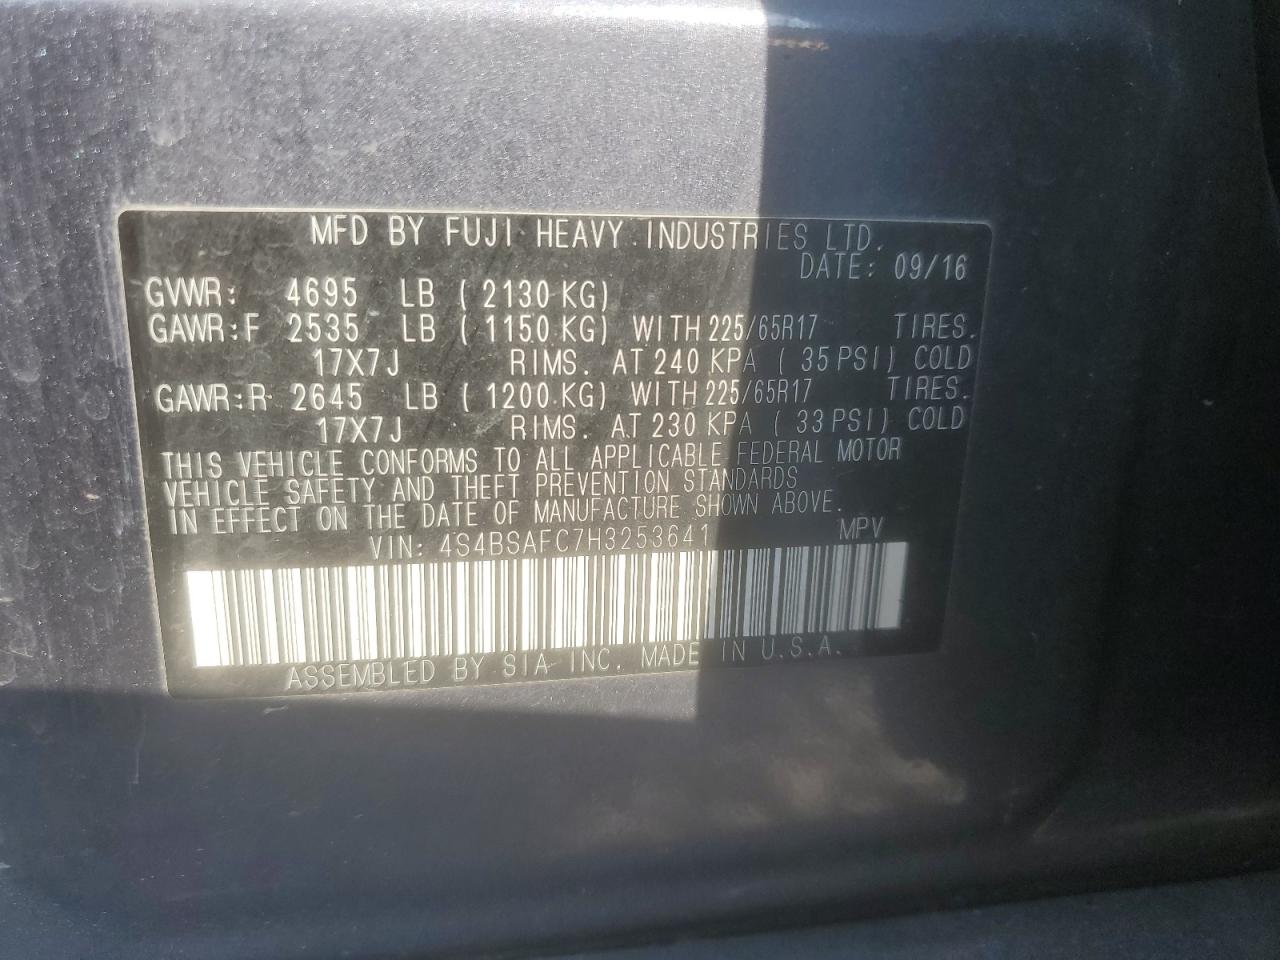 MFD BY FUJI HEAVY INDUSTRIES LTD.
DATE: 09/16
GVWR: 4695 LB ( 2130 KG)
GAWR:F 2535 LB ( 1150 KG) WITH 225/65R17 TIRES.
17X7J RIMS. AT 240 KPA ( 35 PSI) COLD
GAWR:R 2645 LB ( 1200 KG) WITH 225/65R17 TIRES.
17X7J RIMS. AT 230 KPA ( 33 PSI) COLD
THIS VEHICLE CONFORMS TO ALL APPLICABLE FEDERAL MOTOR
VEHICLE SAFETY AND THEFT PREVENTION STANDARDS
IN EFFECT ON THE DATE OF MANUFACTURE SHOWN ABOVE.
VIN: 4S4BSAFC7H3253641 MPV
ASSEMBLED BY SIA INC. MADE IN U.S.A.